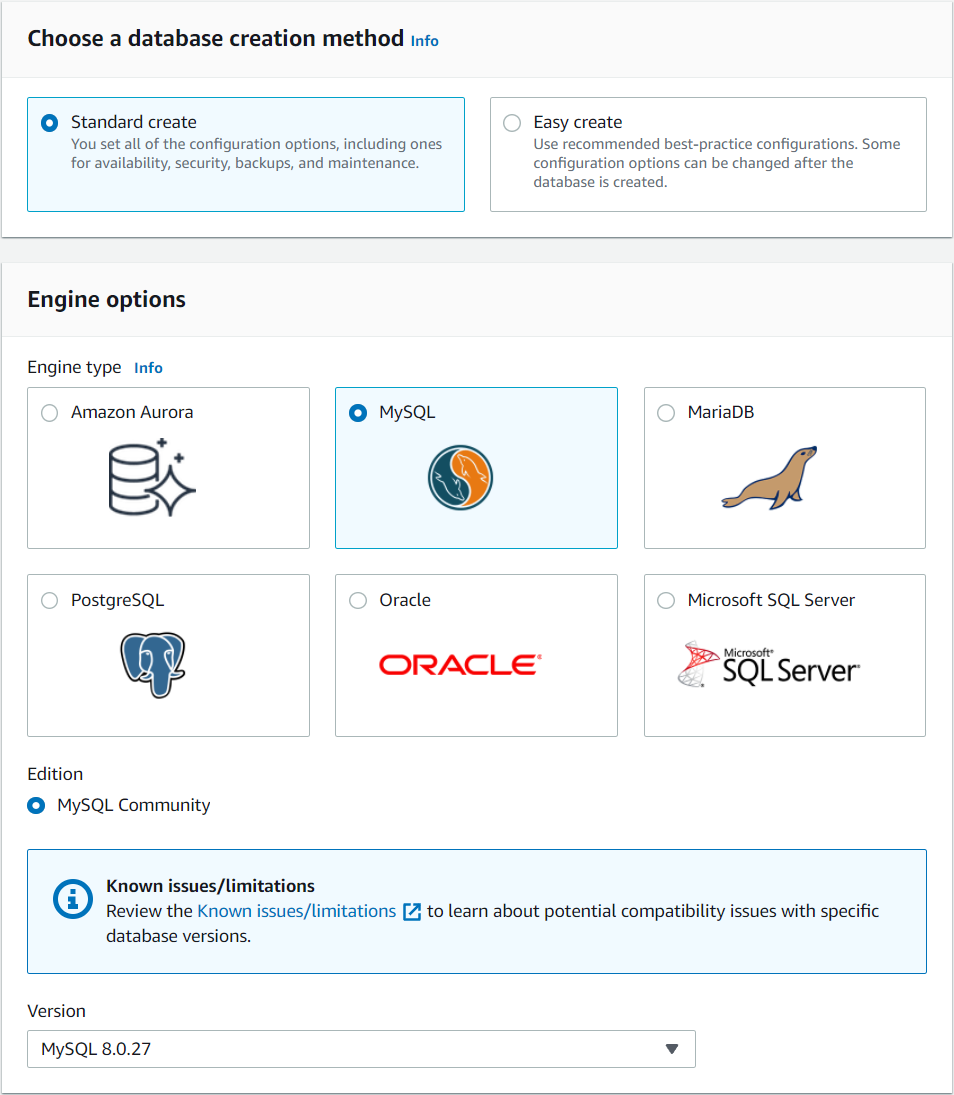 Choose a database creation method Info
Standard create
You set all of the configuration options, including ones
for availability, security, backups, and maintenance.
Easy create
Use recommended best-practice configurations. Some
configuration options can be changed after the
database is created.
Engine options
Engine type Info
Amazon Aurora
MySQL
MariaDB
PostgreSQL
Oracle
ORACLE®
Microsoft SQL Server
Microsoft®
SQL Server®
Edition
MySQL Community
Known issues/limitations
Review the Known issues/limitations to learn about potential compatibility issues with specific
database versions.
Version
MySQL 8.0.27